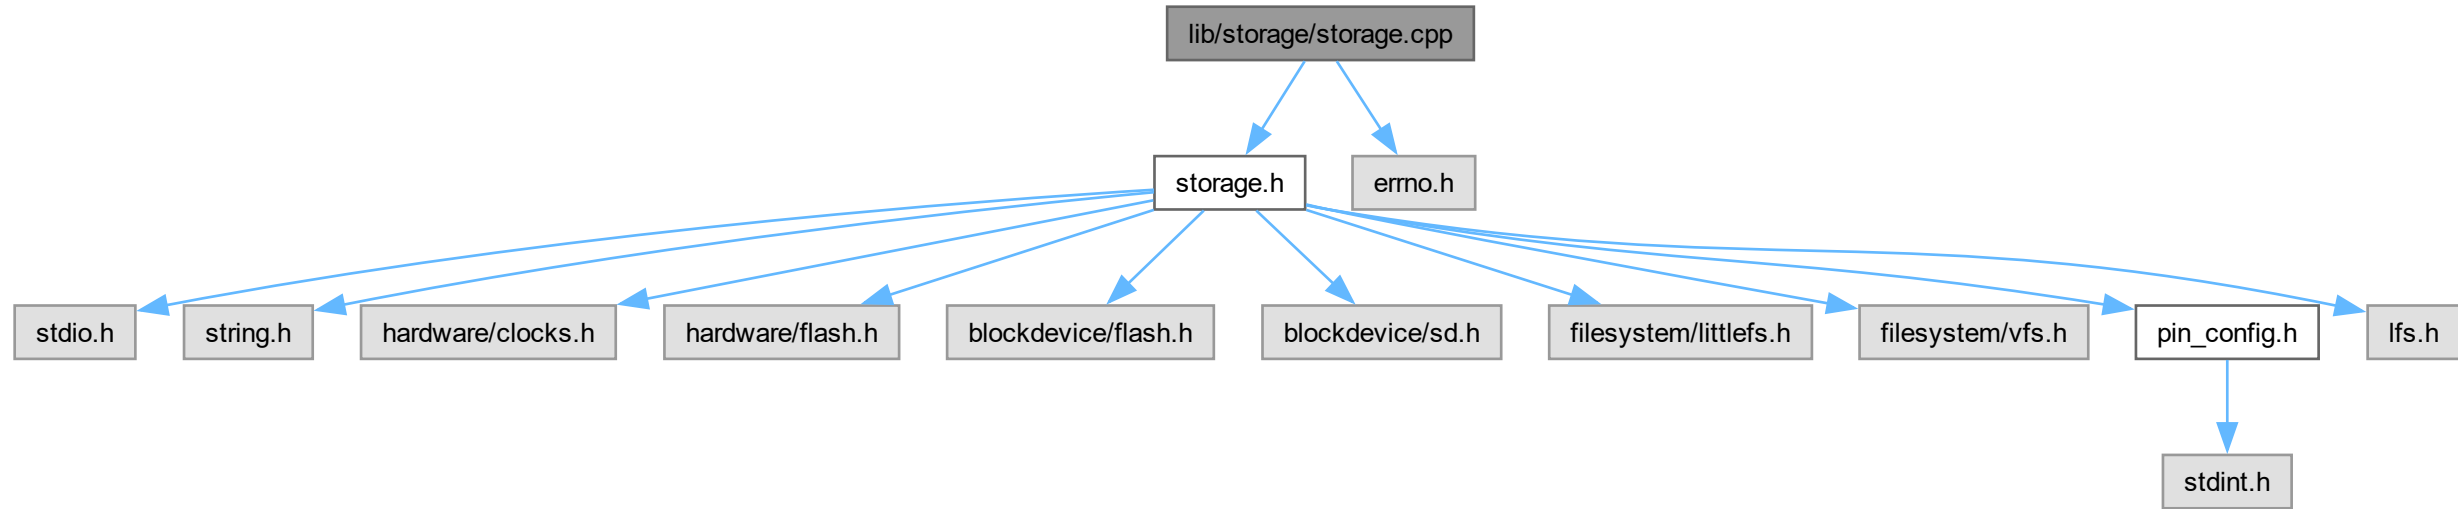 lib/storage/storage.cpp
storage.h
errno.h
stdio.h
string.h
hardware/clocks.h
hardware/flash.h
blockdevice/flash.h
blockdevice/sd.h
filesystem/littlefs.h
filesystem/vfs.h
pin_config.h
lfs.h
stdint.h